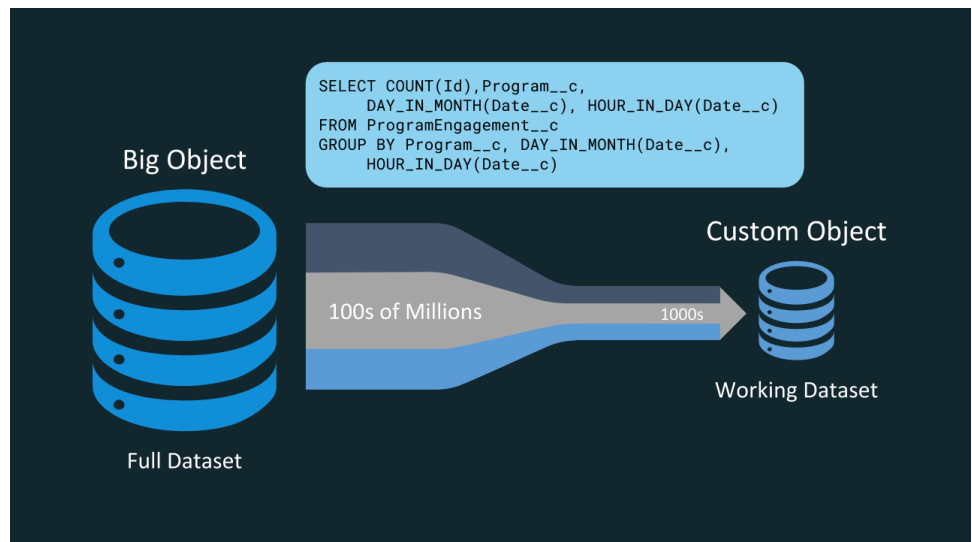 SELECT COUNT(Id),Program__c,
DAY_IN_MONTH(Date__c), HOUR_IN_DAY(Date__c)
FROM ProgramEngagement__c
GROUP BY Program__c, DAY_IN_MONTH(Date__c),
HOUR_IN_DAY(Date__c)
Big Object
Custom Object
100s of Millions
1000s
Working Dataset
Full Dataset